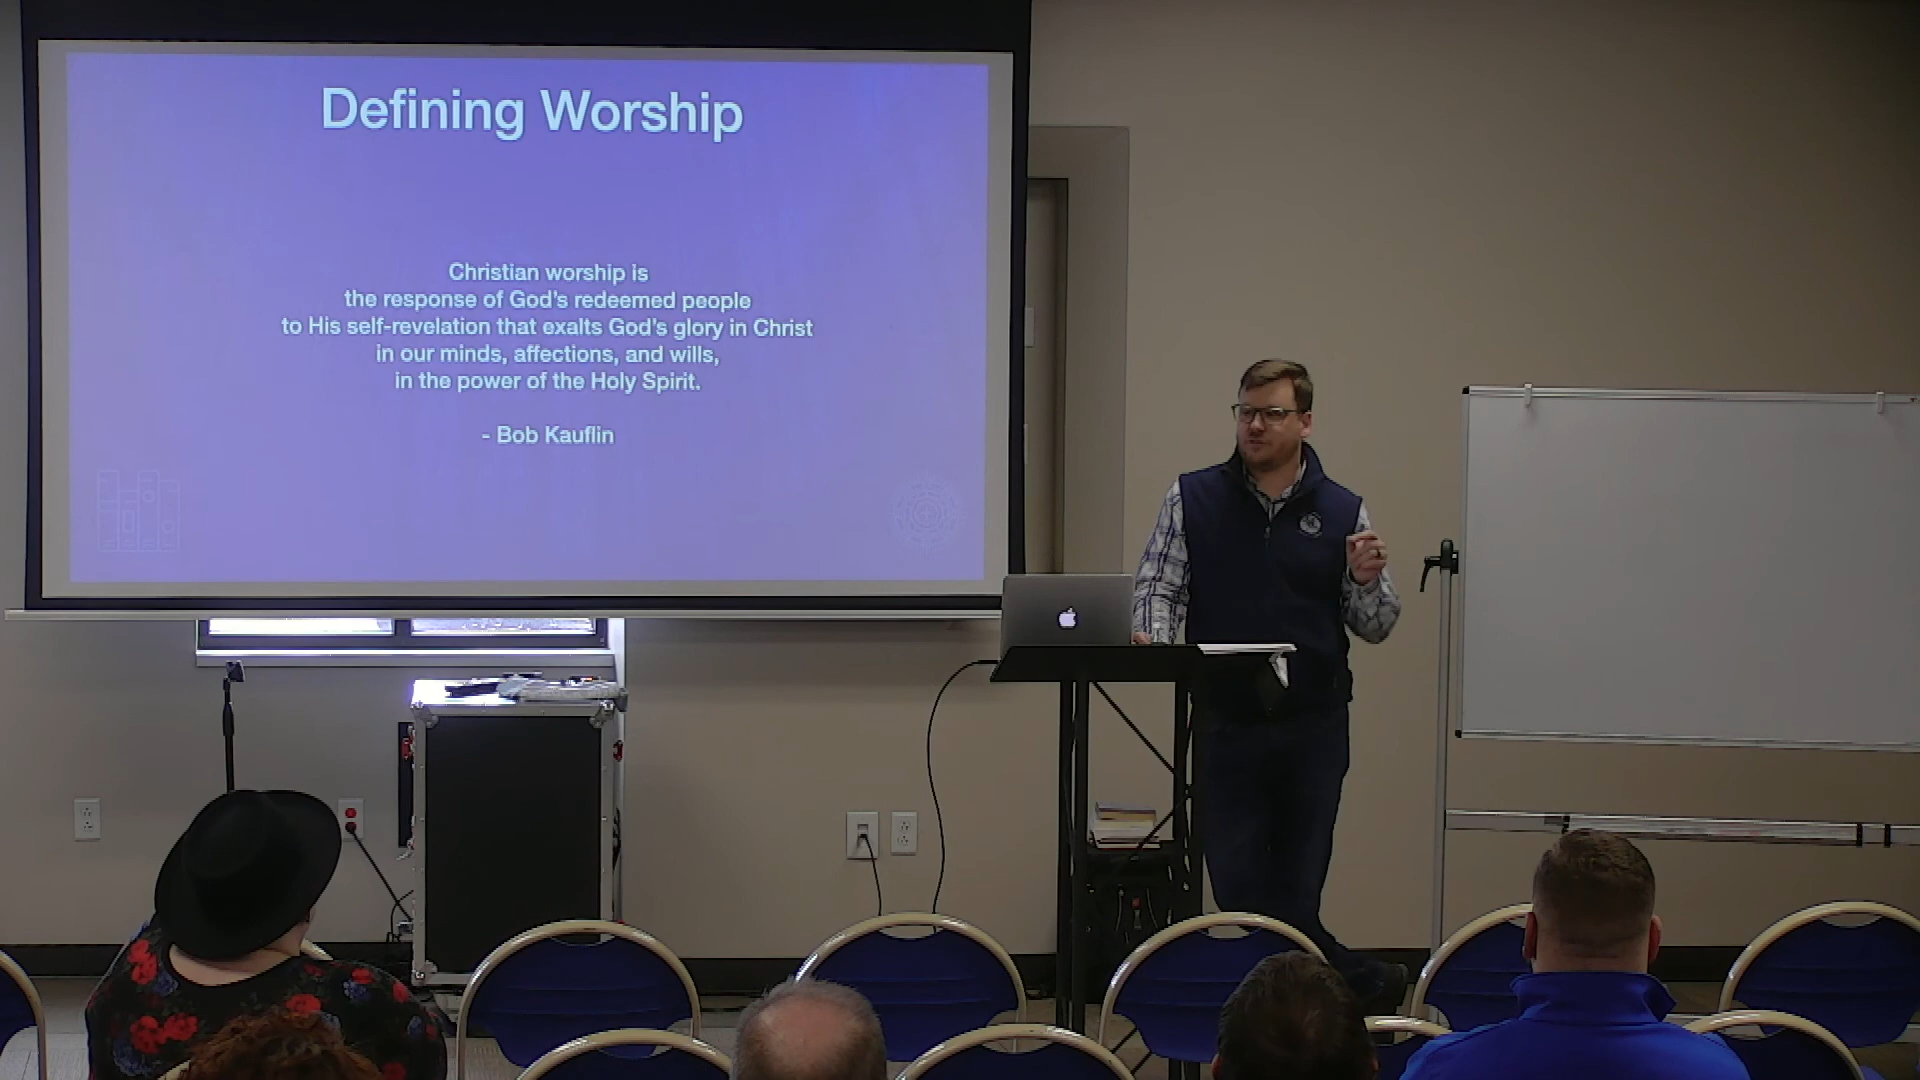 Defining Worship
Christian worship is
the response of God's redeemed people
to His self-revelation that exalts God's glory in Christ
in our minds, affections, and wills,
in the power of the Holy Spirit.
- Bob Kauflin